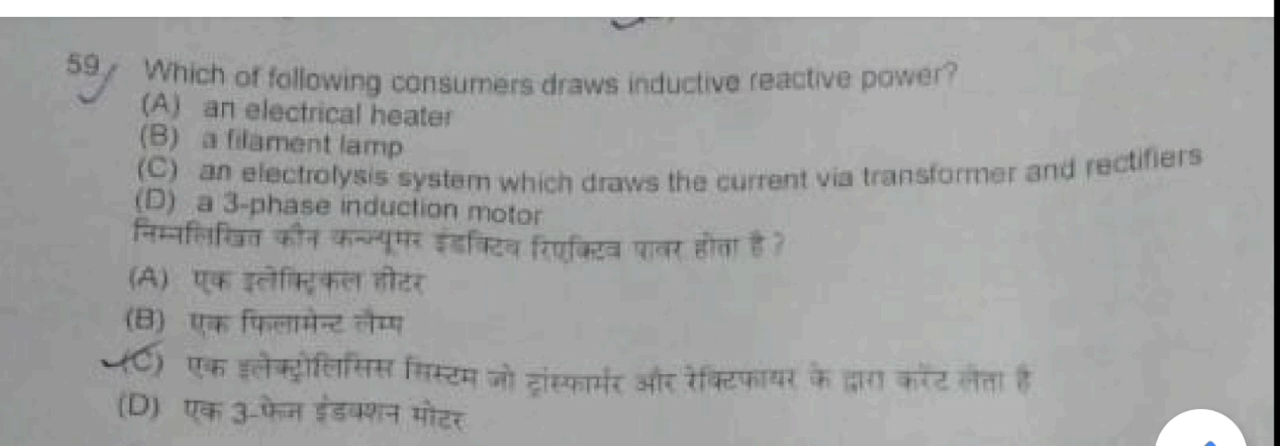 59 Which of following consumers draws inductive reactive power?
(A) an electrical heater
(B) a filament lamp
(C) an electrolysis system which draws the current via transformer and rectifiers
(D) a 3-phase induction motor
निम्नलिखित कौन कन्ज्यूमर इंडक्टिव रिएक्टिव पावर होता है ?
(A) एक इलेक्ट्रिकल हीटर
(B) एक फिलामेन्ट लैम्प
(C) एक इलेक्ट्रोलिसिस सिस्टम जो ट्रांस्फार्मर और रेक्टिफायर के द्वारा करेंट लेता है
(D) एक 3-फेज इंडक्शन मोटर